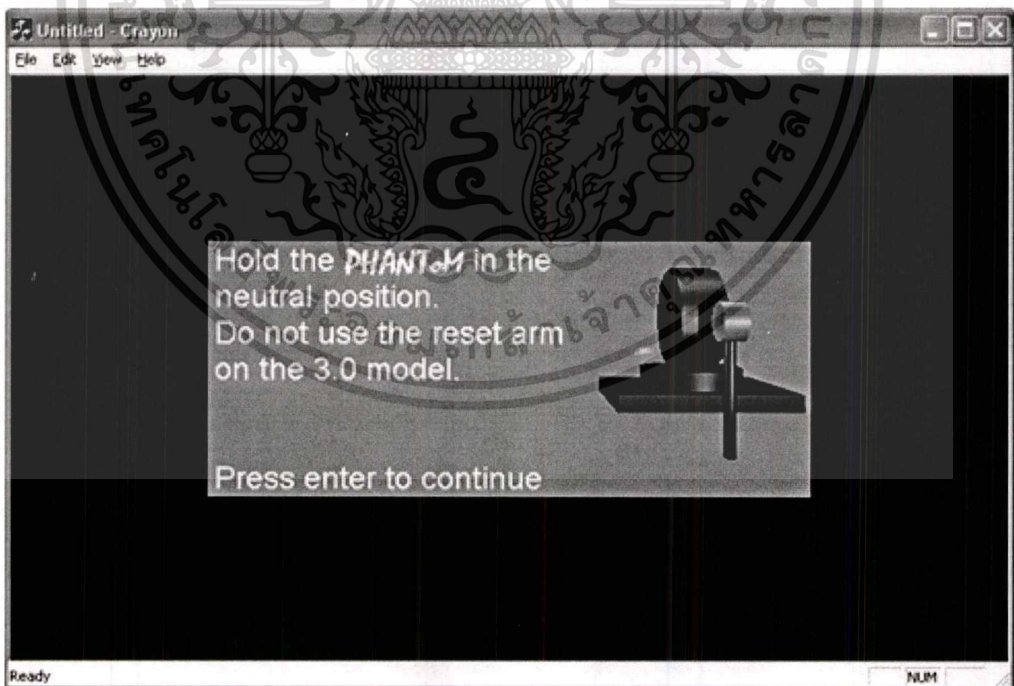 Untitled - Crayon
File Edit View Help
Hold the PHANToM in the
neutral position.
Do not use the reset arm
on the 3.0 model.
Press enter to continue
Ready
NUM